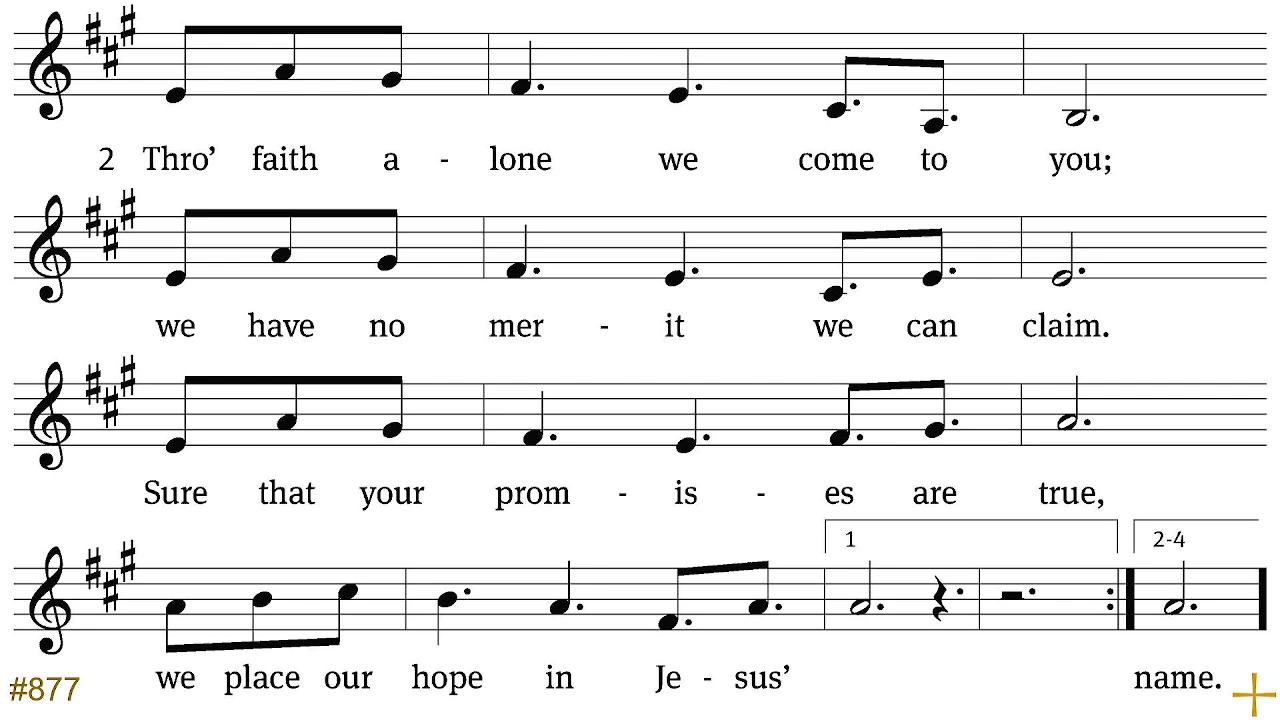 2 Thro’ faith a - lone we come to you;
we have no mer - it we can claim.
Sure that your prom - is - es are true,
1 2-4
we place our hope in Je - sus’ name.
#877